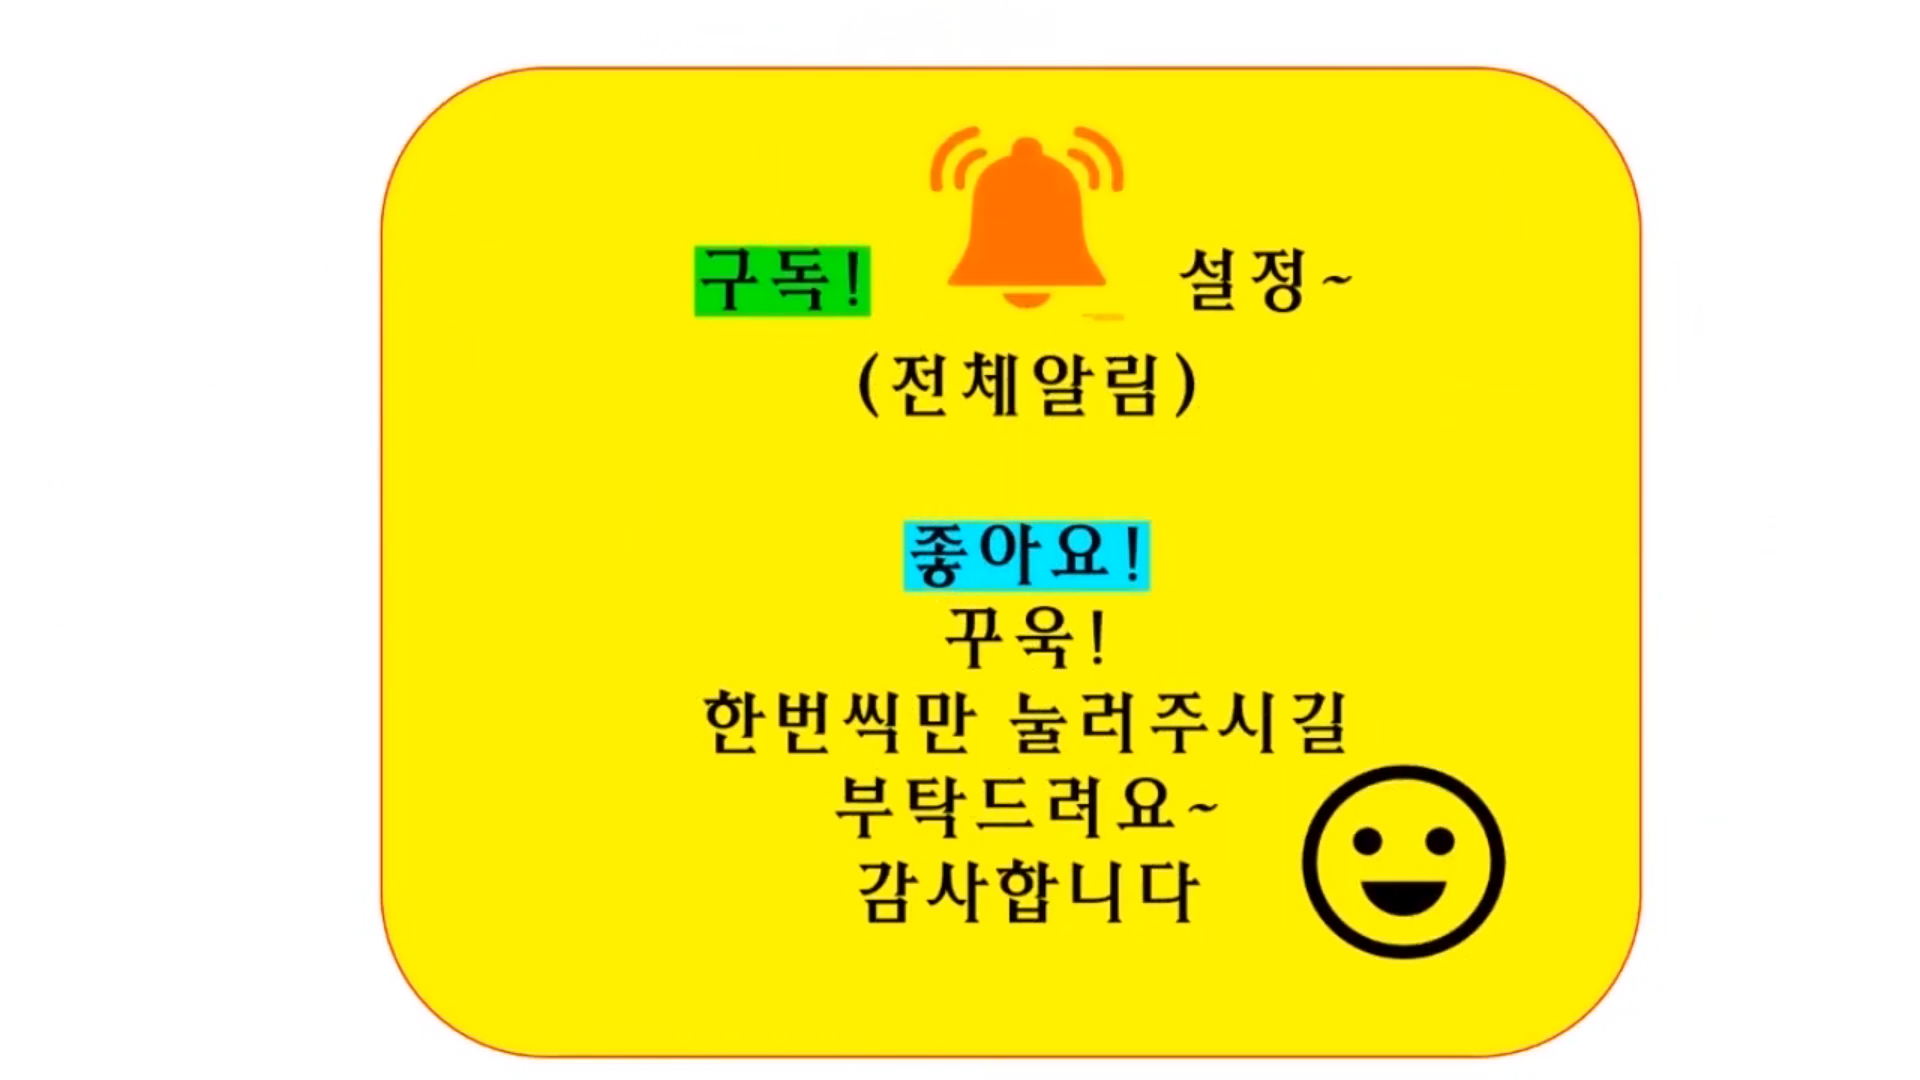 구독! 설정~
(전체알림)
좋아요!
꾸욱!
한번씩만 눌러주시길
부탁드려요~
감사합니다